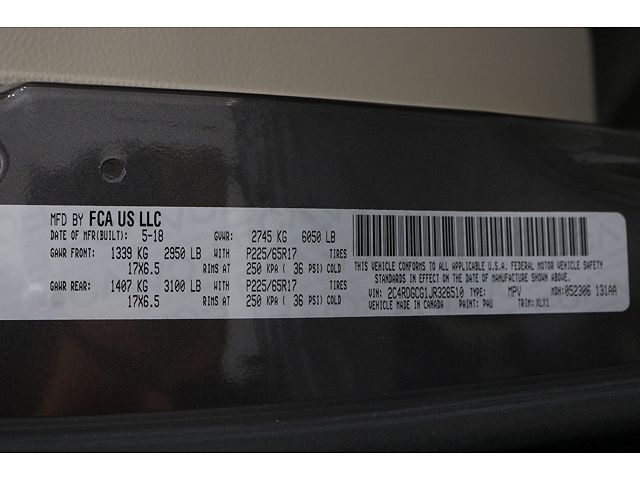 MFD BY FCA US LLC
DATE OF MFR(BUILT): 5-18 GVWR: 2745 KG 6050 LB
GAWR FRONT: 1339 KG 2950 LB WITH P225/65R17 TIRES
17X6.5 RIMS AT 250 KPA ( 36 PSI) COLD
GAWR REAR: 1407 KG 3100 LB WITH P225/65R17 TIRES
17X6.5 RIMS AT 250 KPA ( 36 PSI) COLD
THIS VEHICLE CONFORMS TO ALL APPLICABLE U.S.A. FEDERAL MOTOR VEHICLE SAFETY
STANDARDS IN EFFECT ON THE DATE OF MANUFACTURE SHOWN ABOVE.
VIN: 2C4RDGCG1JR326510 TYPE: MPV MDH: 052306 131AA
VEHICLE MADE IN CANADA PAINT: PAU TRIM: XLX1